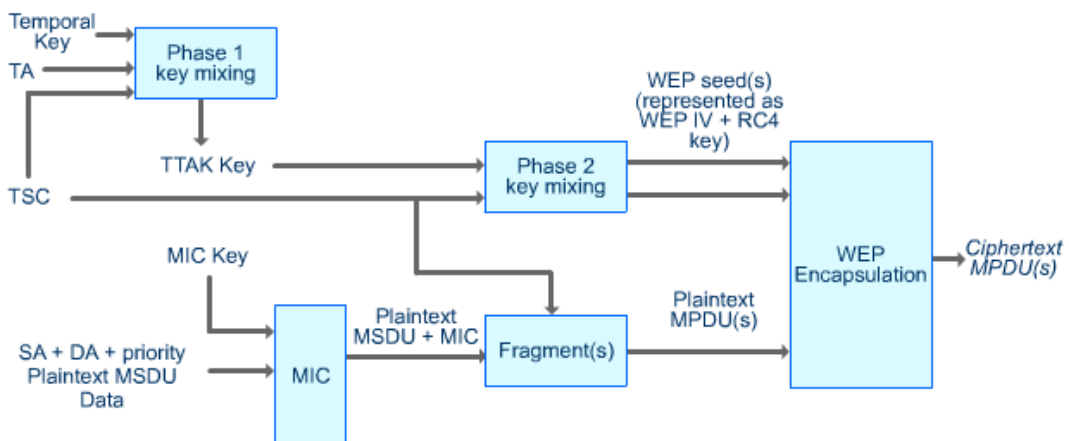 Temporal
Key
TA
TSC
Phase 1
key mixing
TTAK Key
WEP seed(s)
(represented as
WEP IV + RC4
key)
Phase 2
key mixing
WEP
Encapsulation
Ciphertext
MPDU(s)
MIC Key
SA + DA + priority
Plaintext MSDU
Data
MIC
Plaintext
MSDU + MIC
Fragment(s)
Plaintext
MPDU(s)